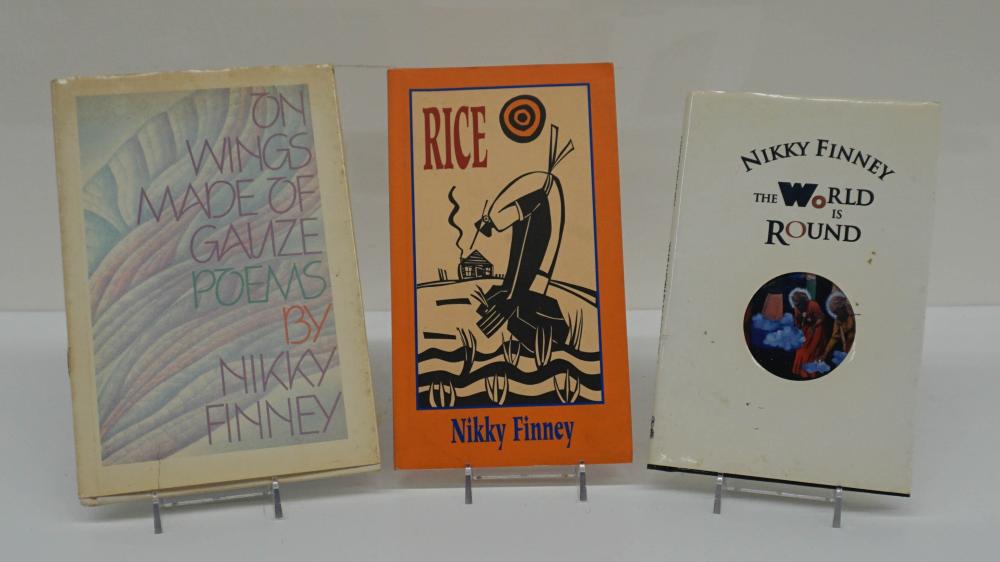 ON
WINGS
MADE OF
GAUZE
POEMS
BY
NIKKY
FINNEY
RICE
Nikky Finney
NIKKY FINNEY
THE WORLD
IS
ROUND